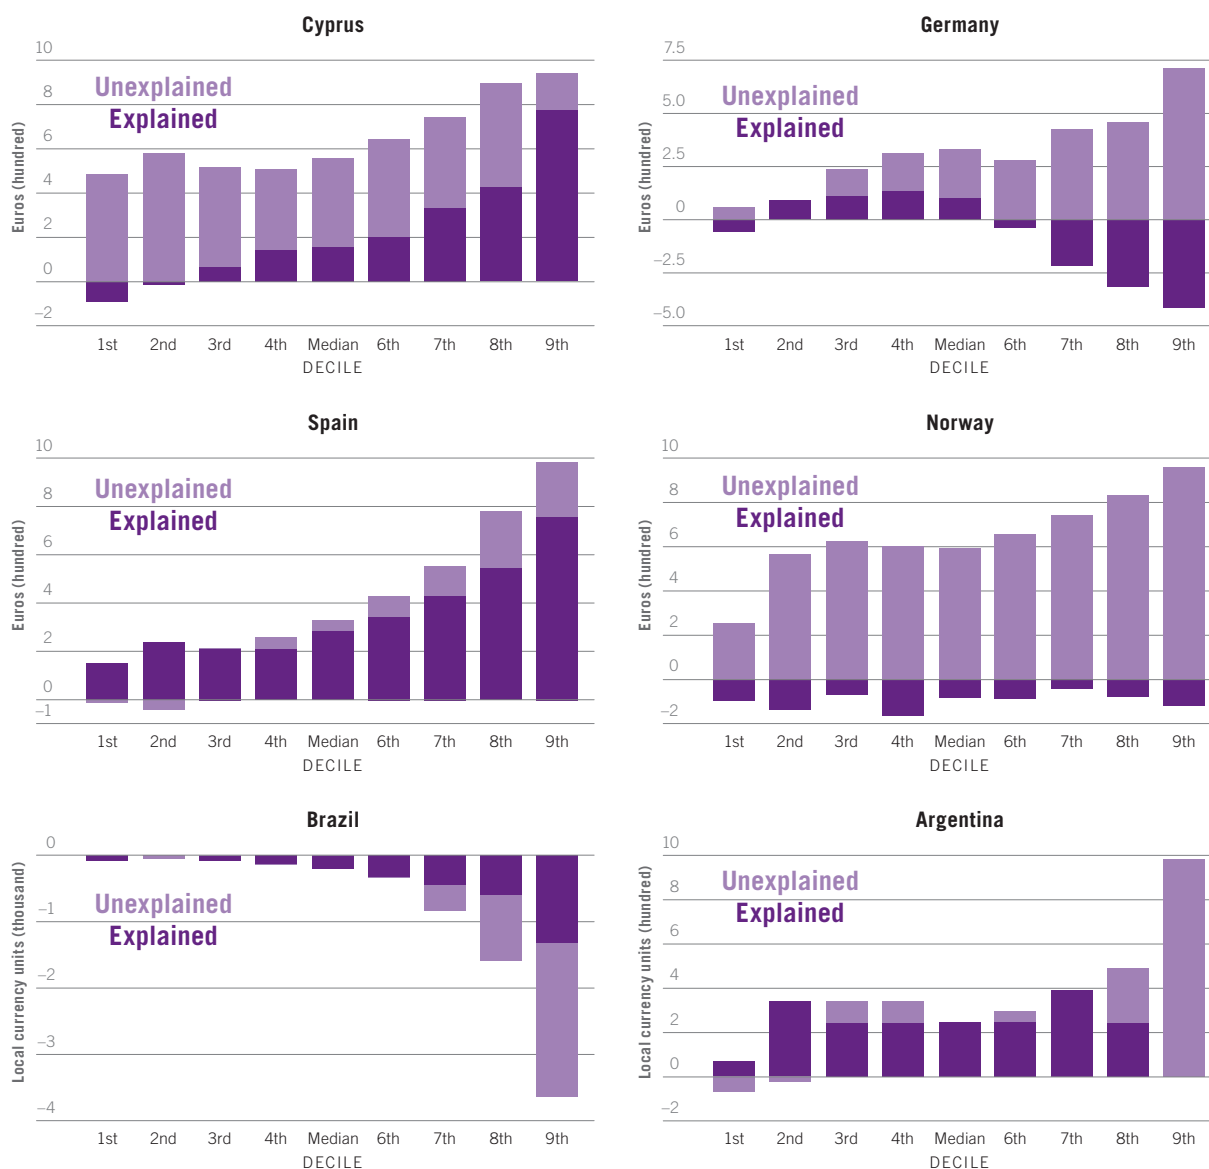 Cyprus
Euros (hundred)
10
8
6
4
2
0
–2
Unexplained
Explained
1st 2nd 3rd 4th Median 6th 7th 8th 9th
DECILE
Germany
Euros (hundred)
7.5
5.0
2.5
0
–2.5
–5.0
Unexplained
Explained
1st 2nd 3rd 4th Median 6th 7th 8th 9th
DECILE
Spain
Euros (hundred)
10
8
6
4
2
0
–1
Unexplained
Explained
1st 2nd 3rd 4th Median 6th 7th 8th 9th
DECILE
Norway
Euros (hundred)
10
8
6
4
2
0
–2
Unexplained
Explained
1st 2nd 3rd 4th Median 6th 7th 8th 9th
DECILE
Brazil
Local currency units (thousand)
0
–1
–2
–3
–4
Unexplained
Explained
1st 2nd 3rd 4th Median 6th 7th 8th 9th
DECILE
Argentina
Local currency units (hundred)
10
8
6
4
2
0
–2
Unexplained
Explained
1st 2nd 3rd 4th Median 6th 7th 8th 9th
DECILE